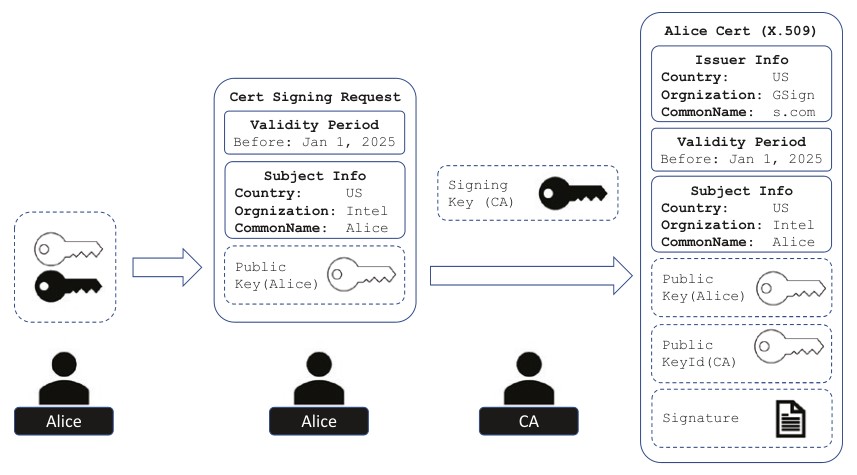 Alice
Cert Signing Request
Validity Period
Before: Jan 1, 2025
Subject Info
Country: US
Orgnization: Intel
CommonName: Alice
Public
Key(Alice)
Alice
Signing
Key (CA)
CA
Alice Cert (X.509)
Issuer Info
Country: US
Orgnization: GSign
CommonName: s.com
Validity Period
Before: Jan 1, 2025
Subject Info
Country: US
Orgnization: Intel
CommonName: Alice
Public
Key(Alice)
Public
KeyId(CA)
Signature